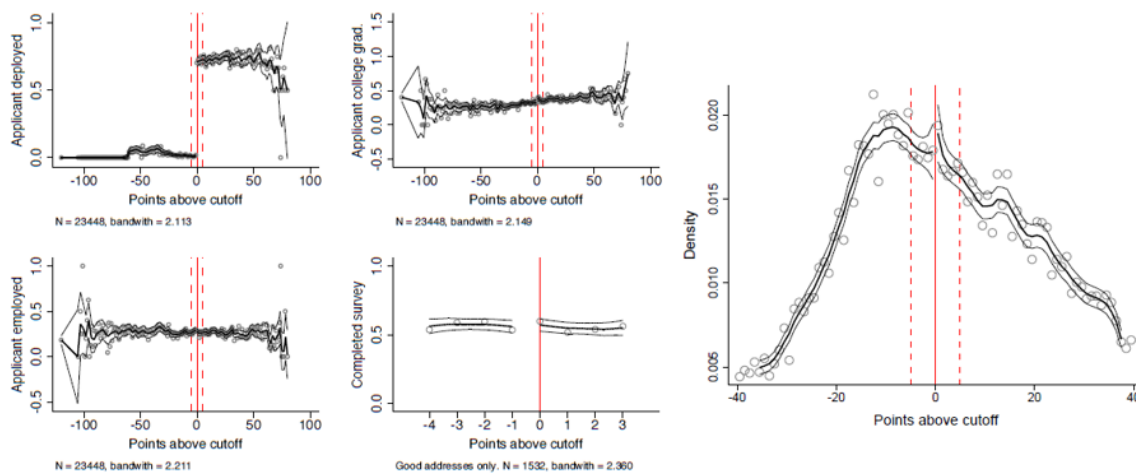 Applicant deployed
1.0
0.5
0.0
-100 -50 0 50 100
Points above cutoff
N = 23448, bandwith = 2.113
Applicant college grad.
1.5
1.0
0.5
0.0
-0.5
-100 -50 0 50 100
Points above cutoff
N = 23448, bandwith = 2.149
Applicant employed
1.0
0.5
0.0
-0.5
-100 -50 0 50 100
Points above cutoff
N = 23448, bandwith = 2.211
Completed survey
1.0
0.5
0.0
-4 -3 -2 -1 0 1 2 3
Points above cutoff
Good addresses only. N = 1532, bandwith = 2.360
Density
0.020
0.015
0.010
0.005
-40 -20 0 20 40
Points above cutoff